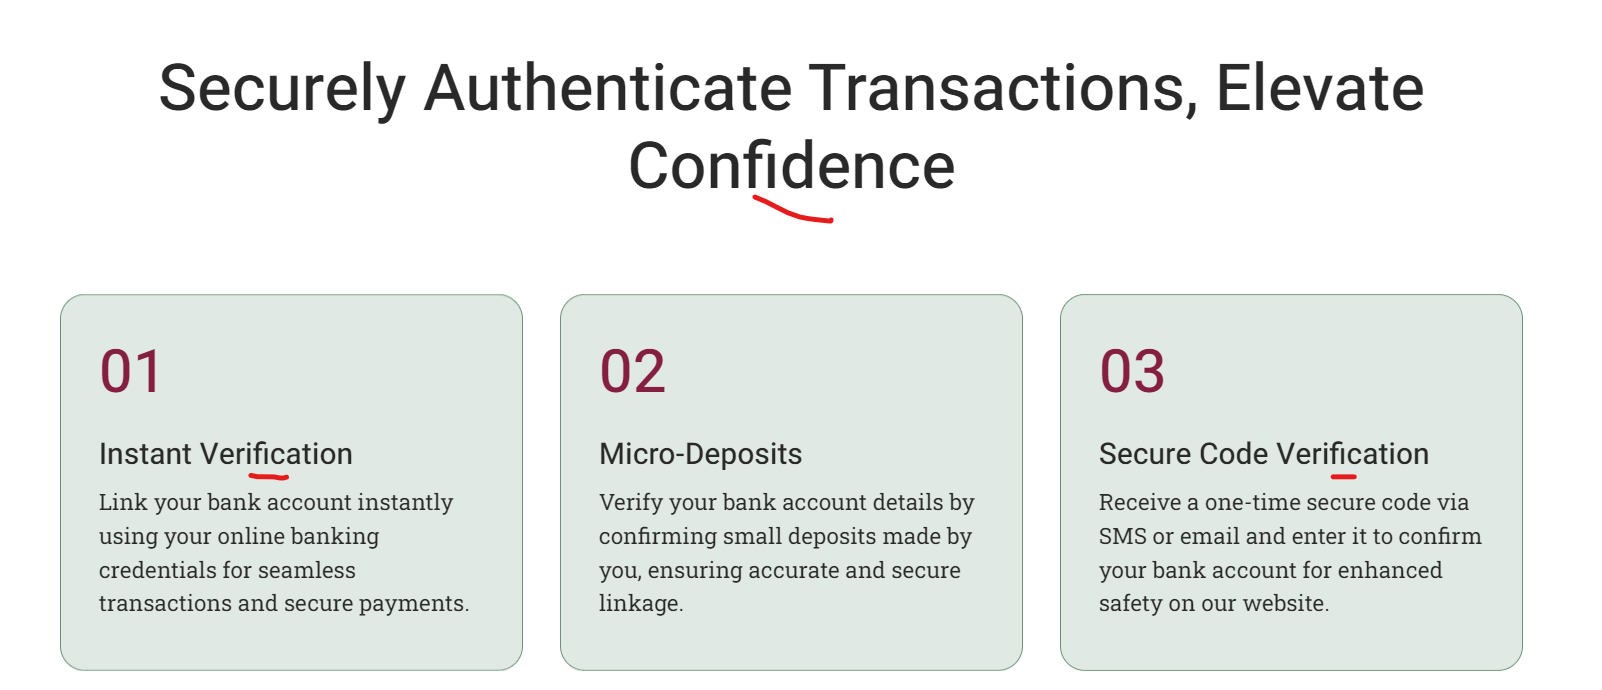 Securely Authenticate Transactions, Elevate
Confidence
01
Instant Verification
Link your bank account instantly
using your online banking
credentials for seamless
transactions and secure payments.
02
Micro-Deposits
Verify your bank account details by
confirming small deposits made by
you, ensuring accurate and secure
linkage.
03
Secure Code Verification
Receive a one-time secure code via
SMS or email and enter it to confirm
your bank account for enhanced
safety on our website.